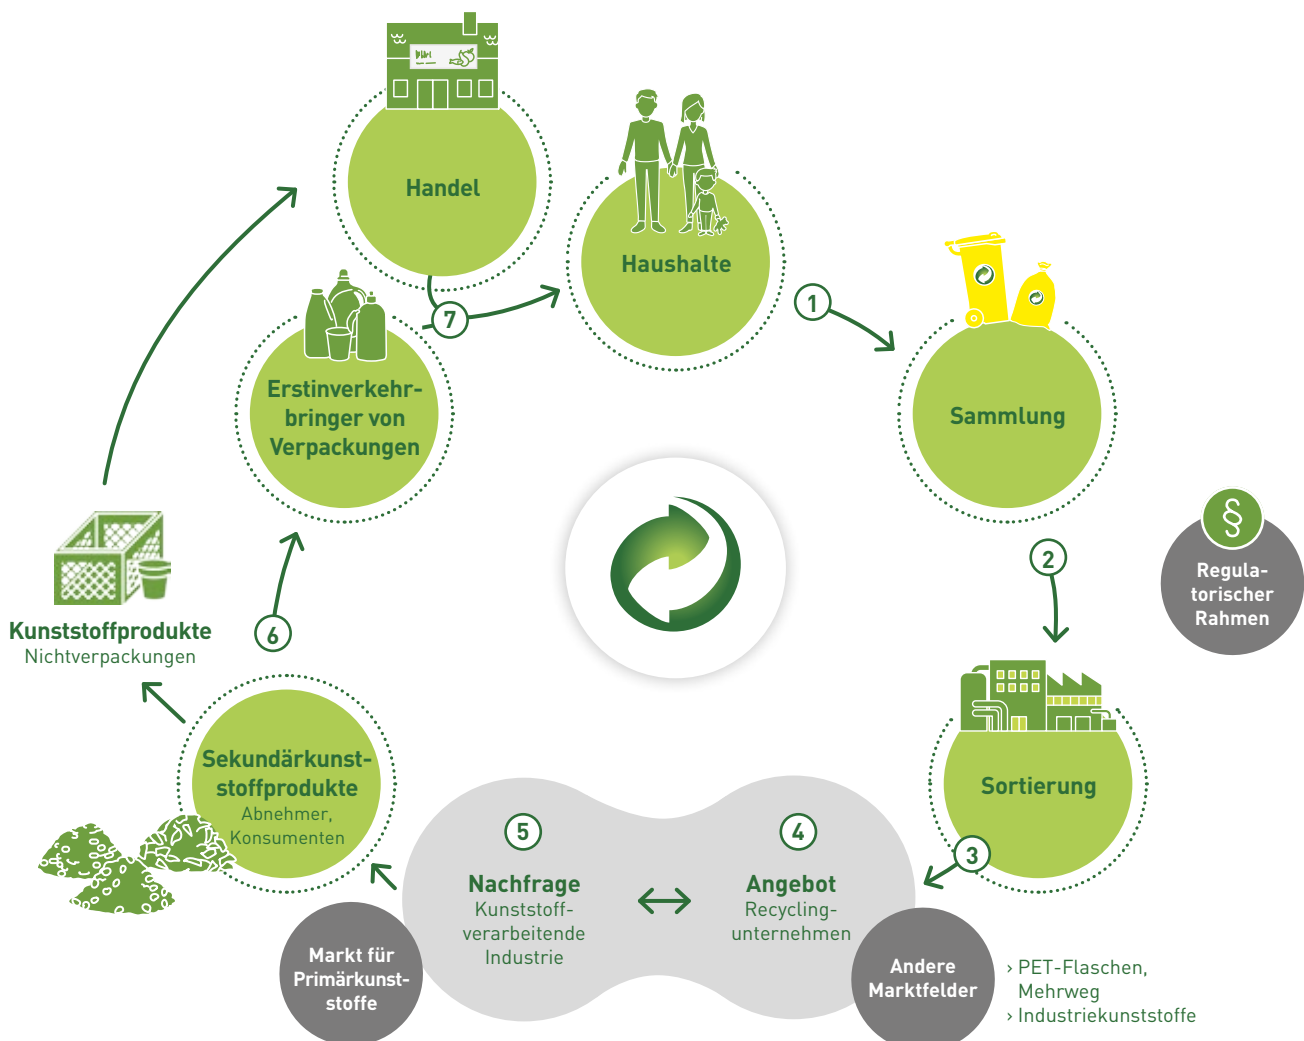 Handel
Haushalte
7
1
Erstinverkehr-
bringer von
Verpackungen
Sammlung
§
Regula-
torischer
Rahmen
2
Kunststoffprodukte
Nichtverpackungen
6
Sekundärkunst-
stoffprodukte
Abnehmer,
Konsumenten
Sortierung
3
5
Nachfrage
Kunststoff-
verarbeitende
Industrie
4
Angebot
Recycling-
unternehmen
Markt für
Primärkunst-
stoffe
Andere
Marktfelder
› PET-Flaschen,
Mehrweg
› Industriekunststoffe